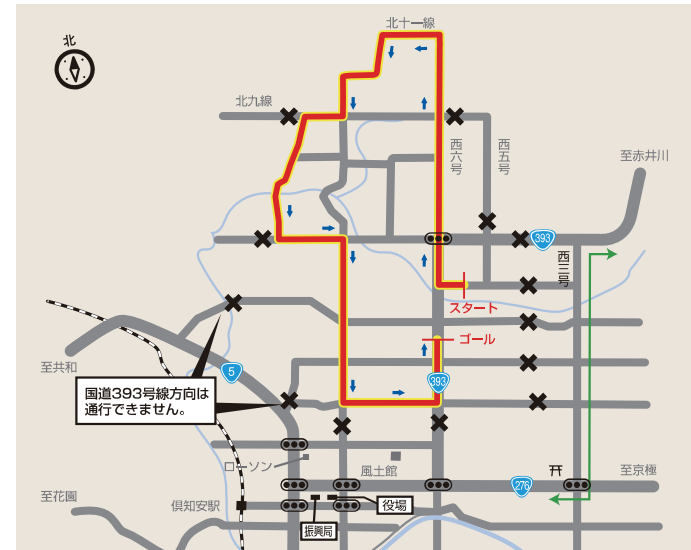 北十一線
北
北九線
西六号
西五号
至赤井川
393
西三号
スタート
ゴール
至共和
5
393
国道393号線方向は
通行できません。
ローソン
風土館
276
至京極
至花園
倶知安駅
役場
振興局